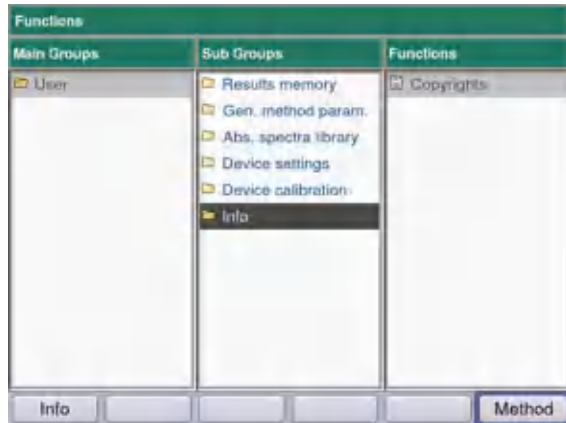 Functions
Main Groups
Sub Groups
Functions
User
Results memory
Gen. method param.
Abs. spectra library
Device settings
Device calibration
Info
Copyrights
Info
Method